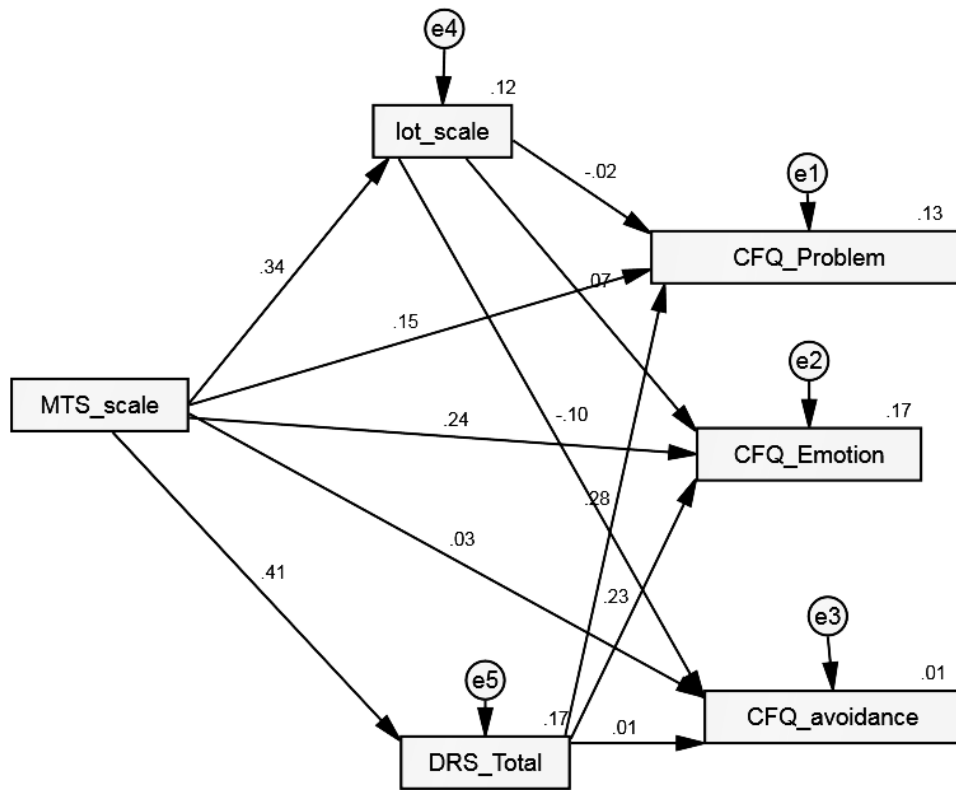 e4
.12
lot_scale
-.02
e1
.13
CFQ_Problem
.34
.07
.15
e2
MTS_scale
-.10
.24
.17
CFQ_Emotion
.28
.03
.41
.23
e3
e5
.01
.17
.01
CFQ_avoidance
DRS_Total